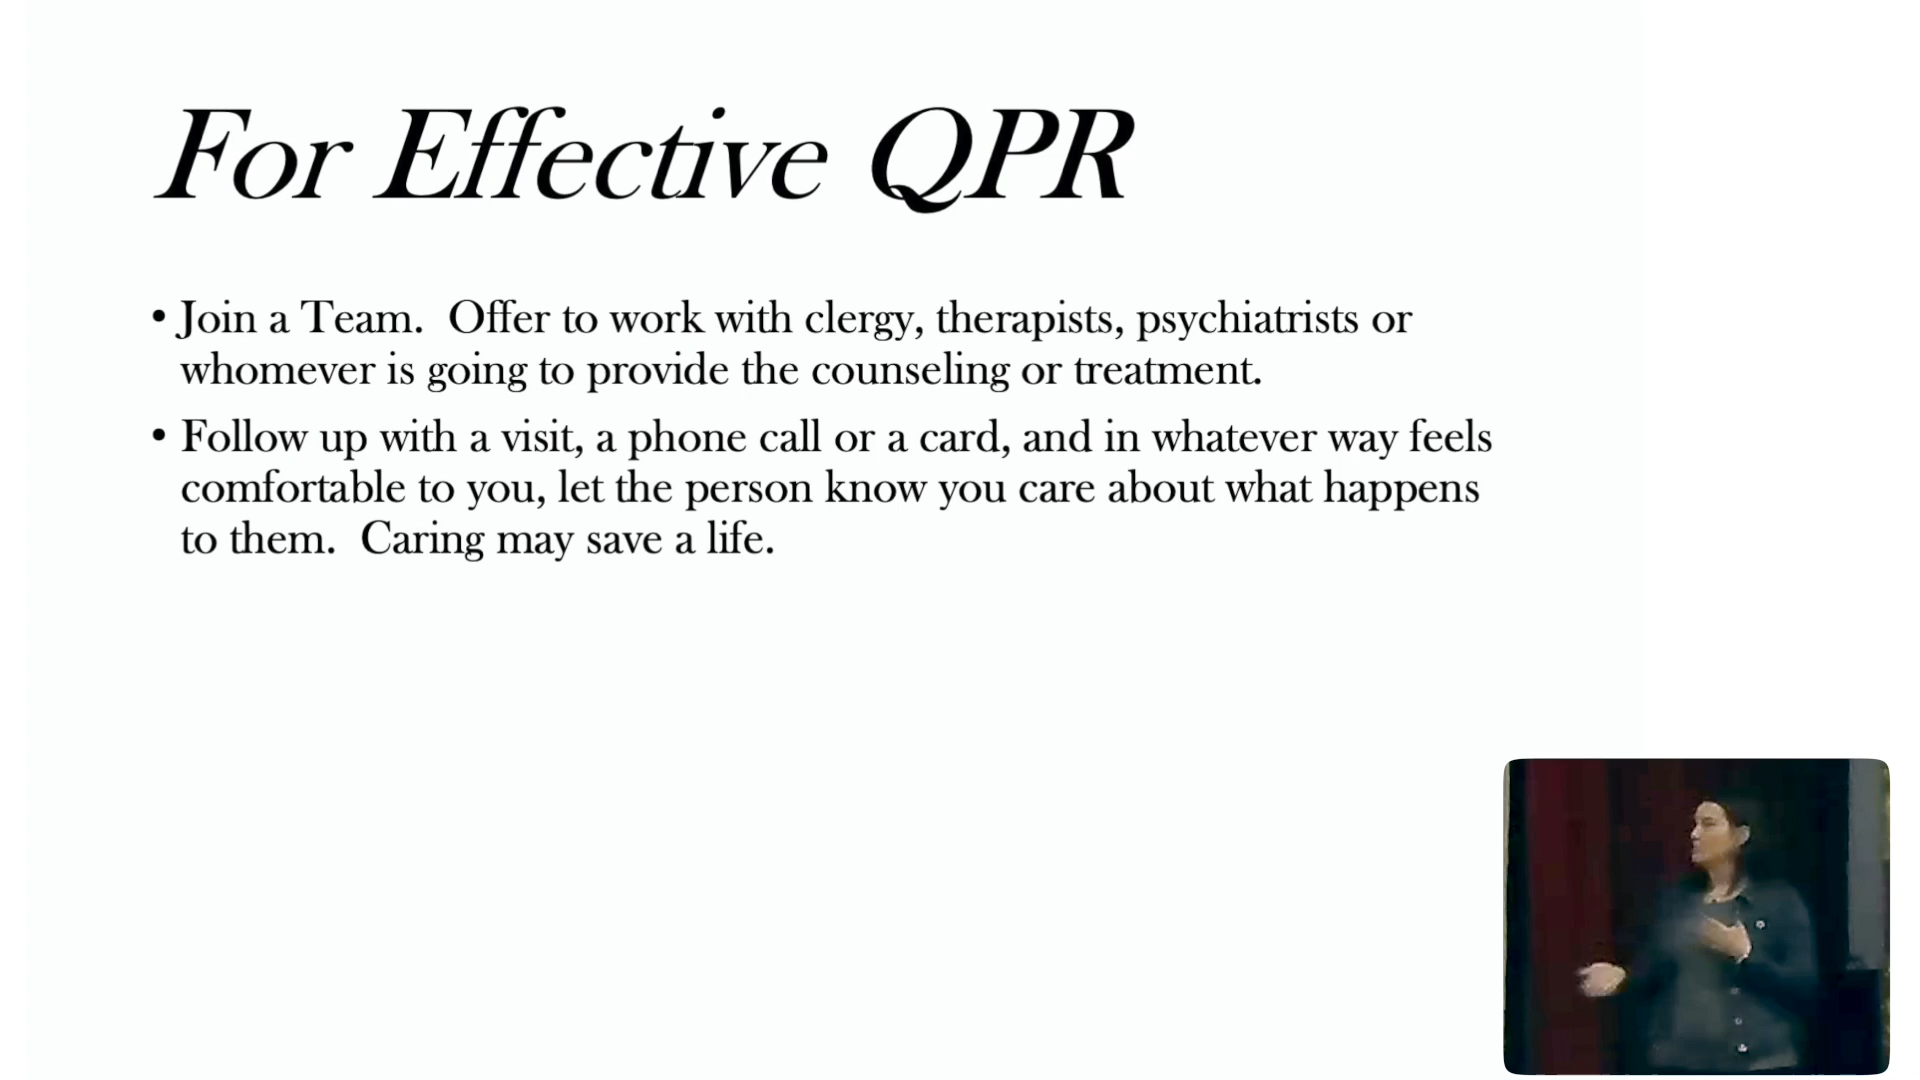 For Effective QPR
• Join a Team.  Offer to work with clergy, therapists, psychiatrists or
whomever is going to provide the counseling or treatment.
• Follow up with a visit, a phone call or a card, and in whatever way feels
comfortable to you, let the person know you care about what happens
to them.  Caring may save a life.